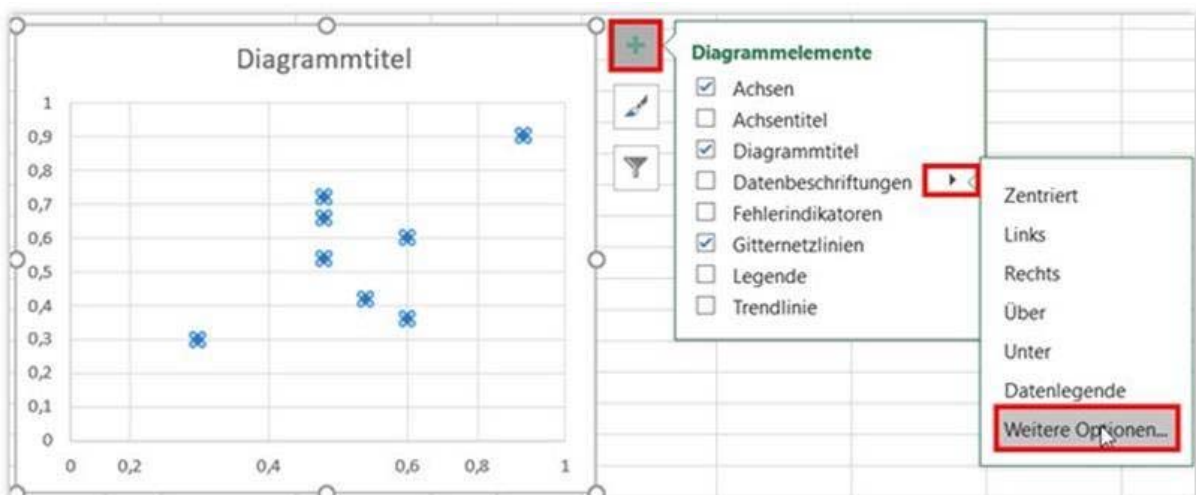 Diagrammtitel
1
0,9
0,8
0,7
0,6
0,5
0,4
0,3
0,2
0,1
0
0 0,2 0,4 0,6 0,8 1
Diagrammelemente
Achsen
Achsentitel
Diagrammtitel
Datenbeschriftungen
Fehlerindikatoren
Gitternetzlinien
Legende
Trendlinie
Zentriert
Links
Rechts
Über
Unter
Datenlegende
Weitere Optionen...